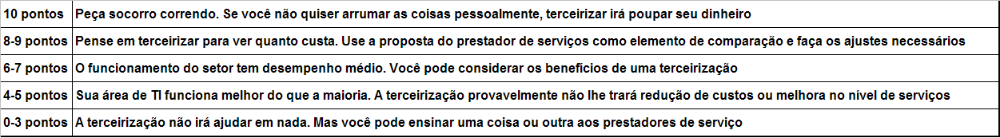 10 pontos Peça socorro correndo. Se você não quiser arrumar as coisas pessoalmente, terceirizar irá poupar seu dinheiro
8-9 pontos Pense em terceirizar para ver quanto custa. Use a proposta do prestador de serviços como elemento de comparação e faça os ajustes necessários
6-7 pontos O funcionamento do setor tem desempenho médio. Você pode considerar os benefícios de uma terceirização
4-5 pontos Sua área de TI funciona melhor do que a maioria. A terceirização provavelmente não lhe trará redução de custos ou melhora no nível de serviços
0-3 pontos A terceirização não irá ajudar em nada. Mas você pode ensinar uma coisa ou outra aos prestadores de serviço